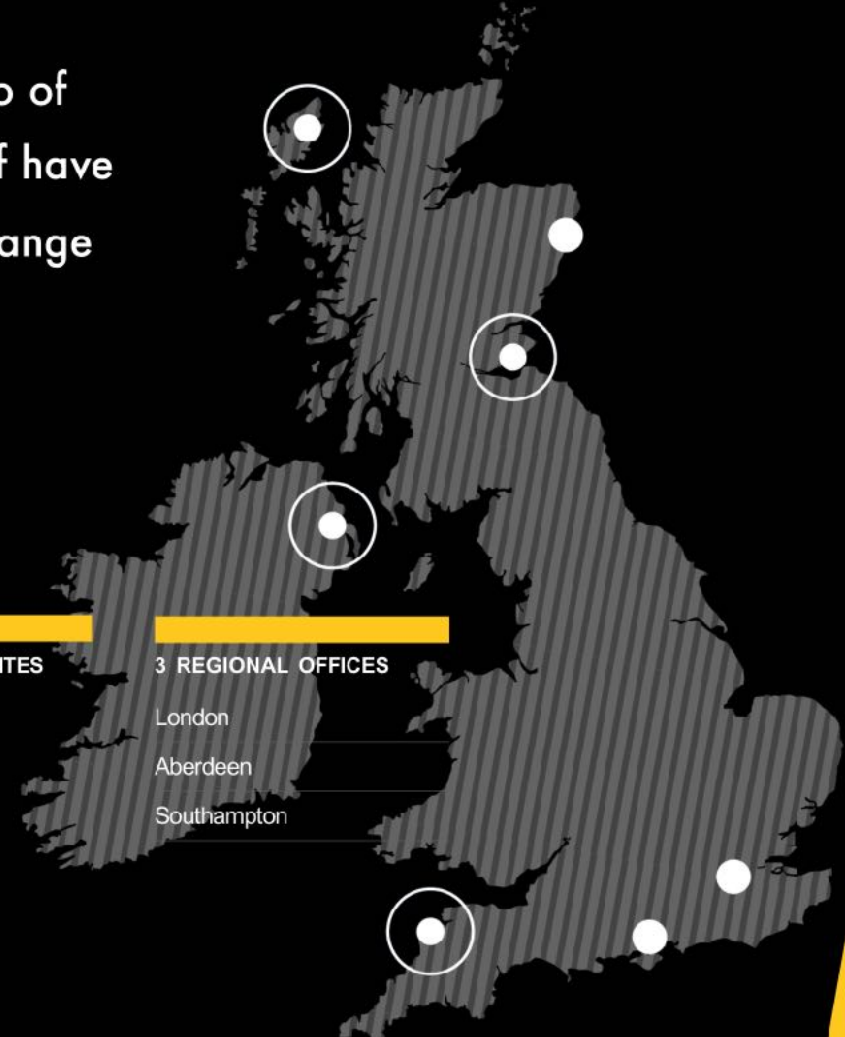 of
have
ange
ITES
3 REGIONAL OFFICES
London
Aberdeen
Southampton